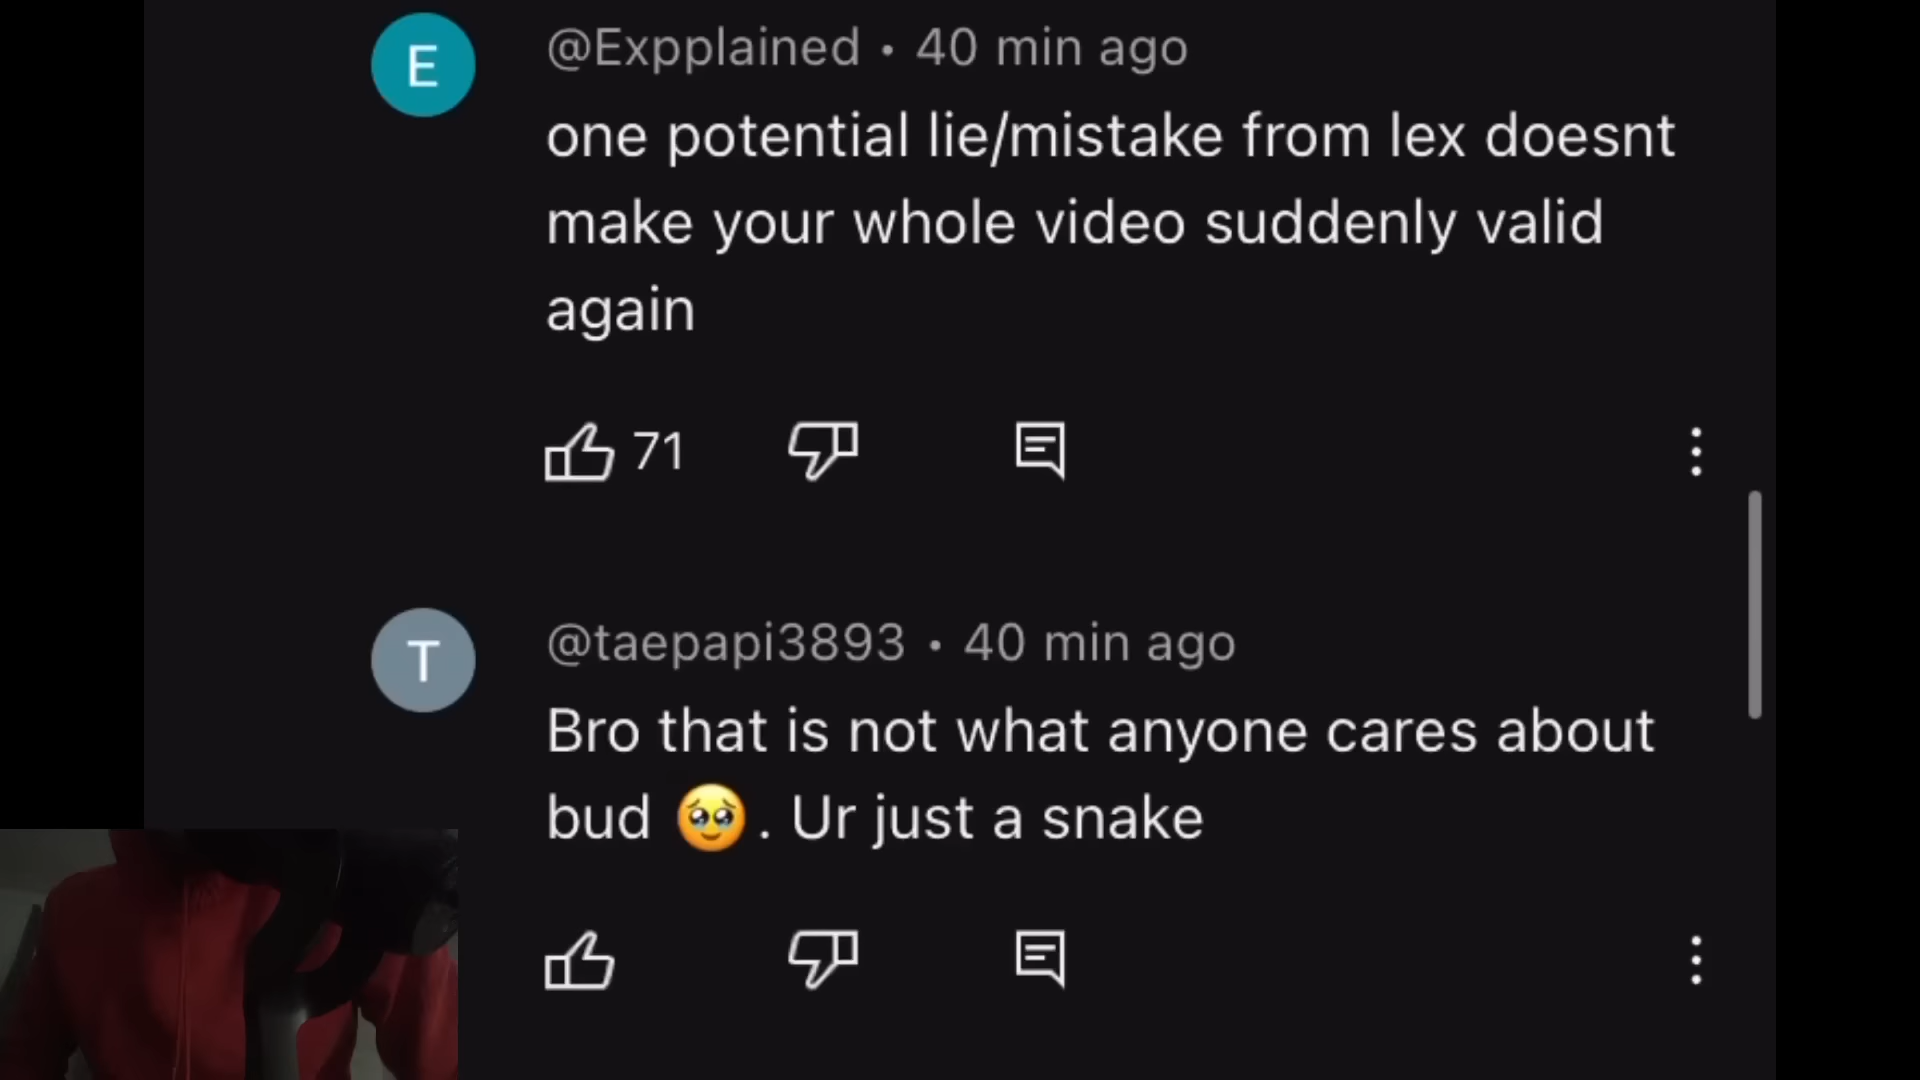 E
@Expplained • 40 min ago
one potential lie/mistake from lex doesnt
make your whole video suddenly valid
again
71
T
@taepapi3893 • 40 min ago
Bro that is not what anyone cares about
bud 🥹. Ur just a snake